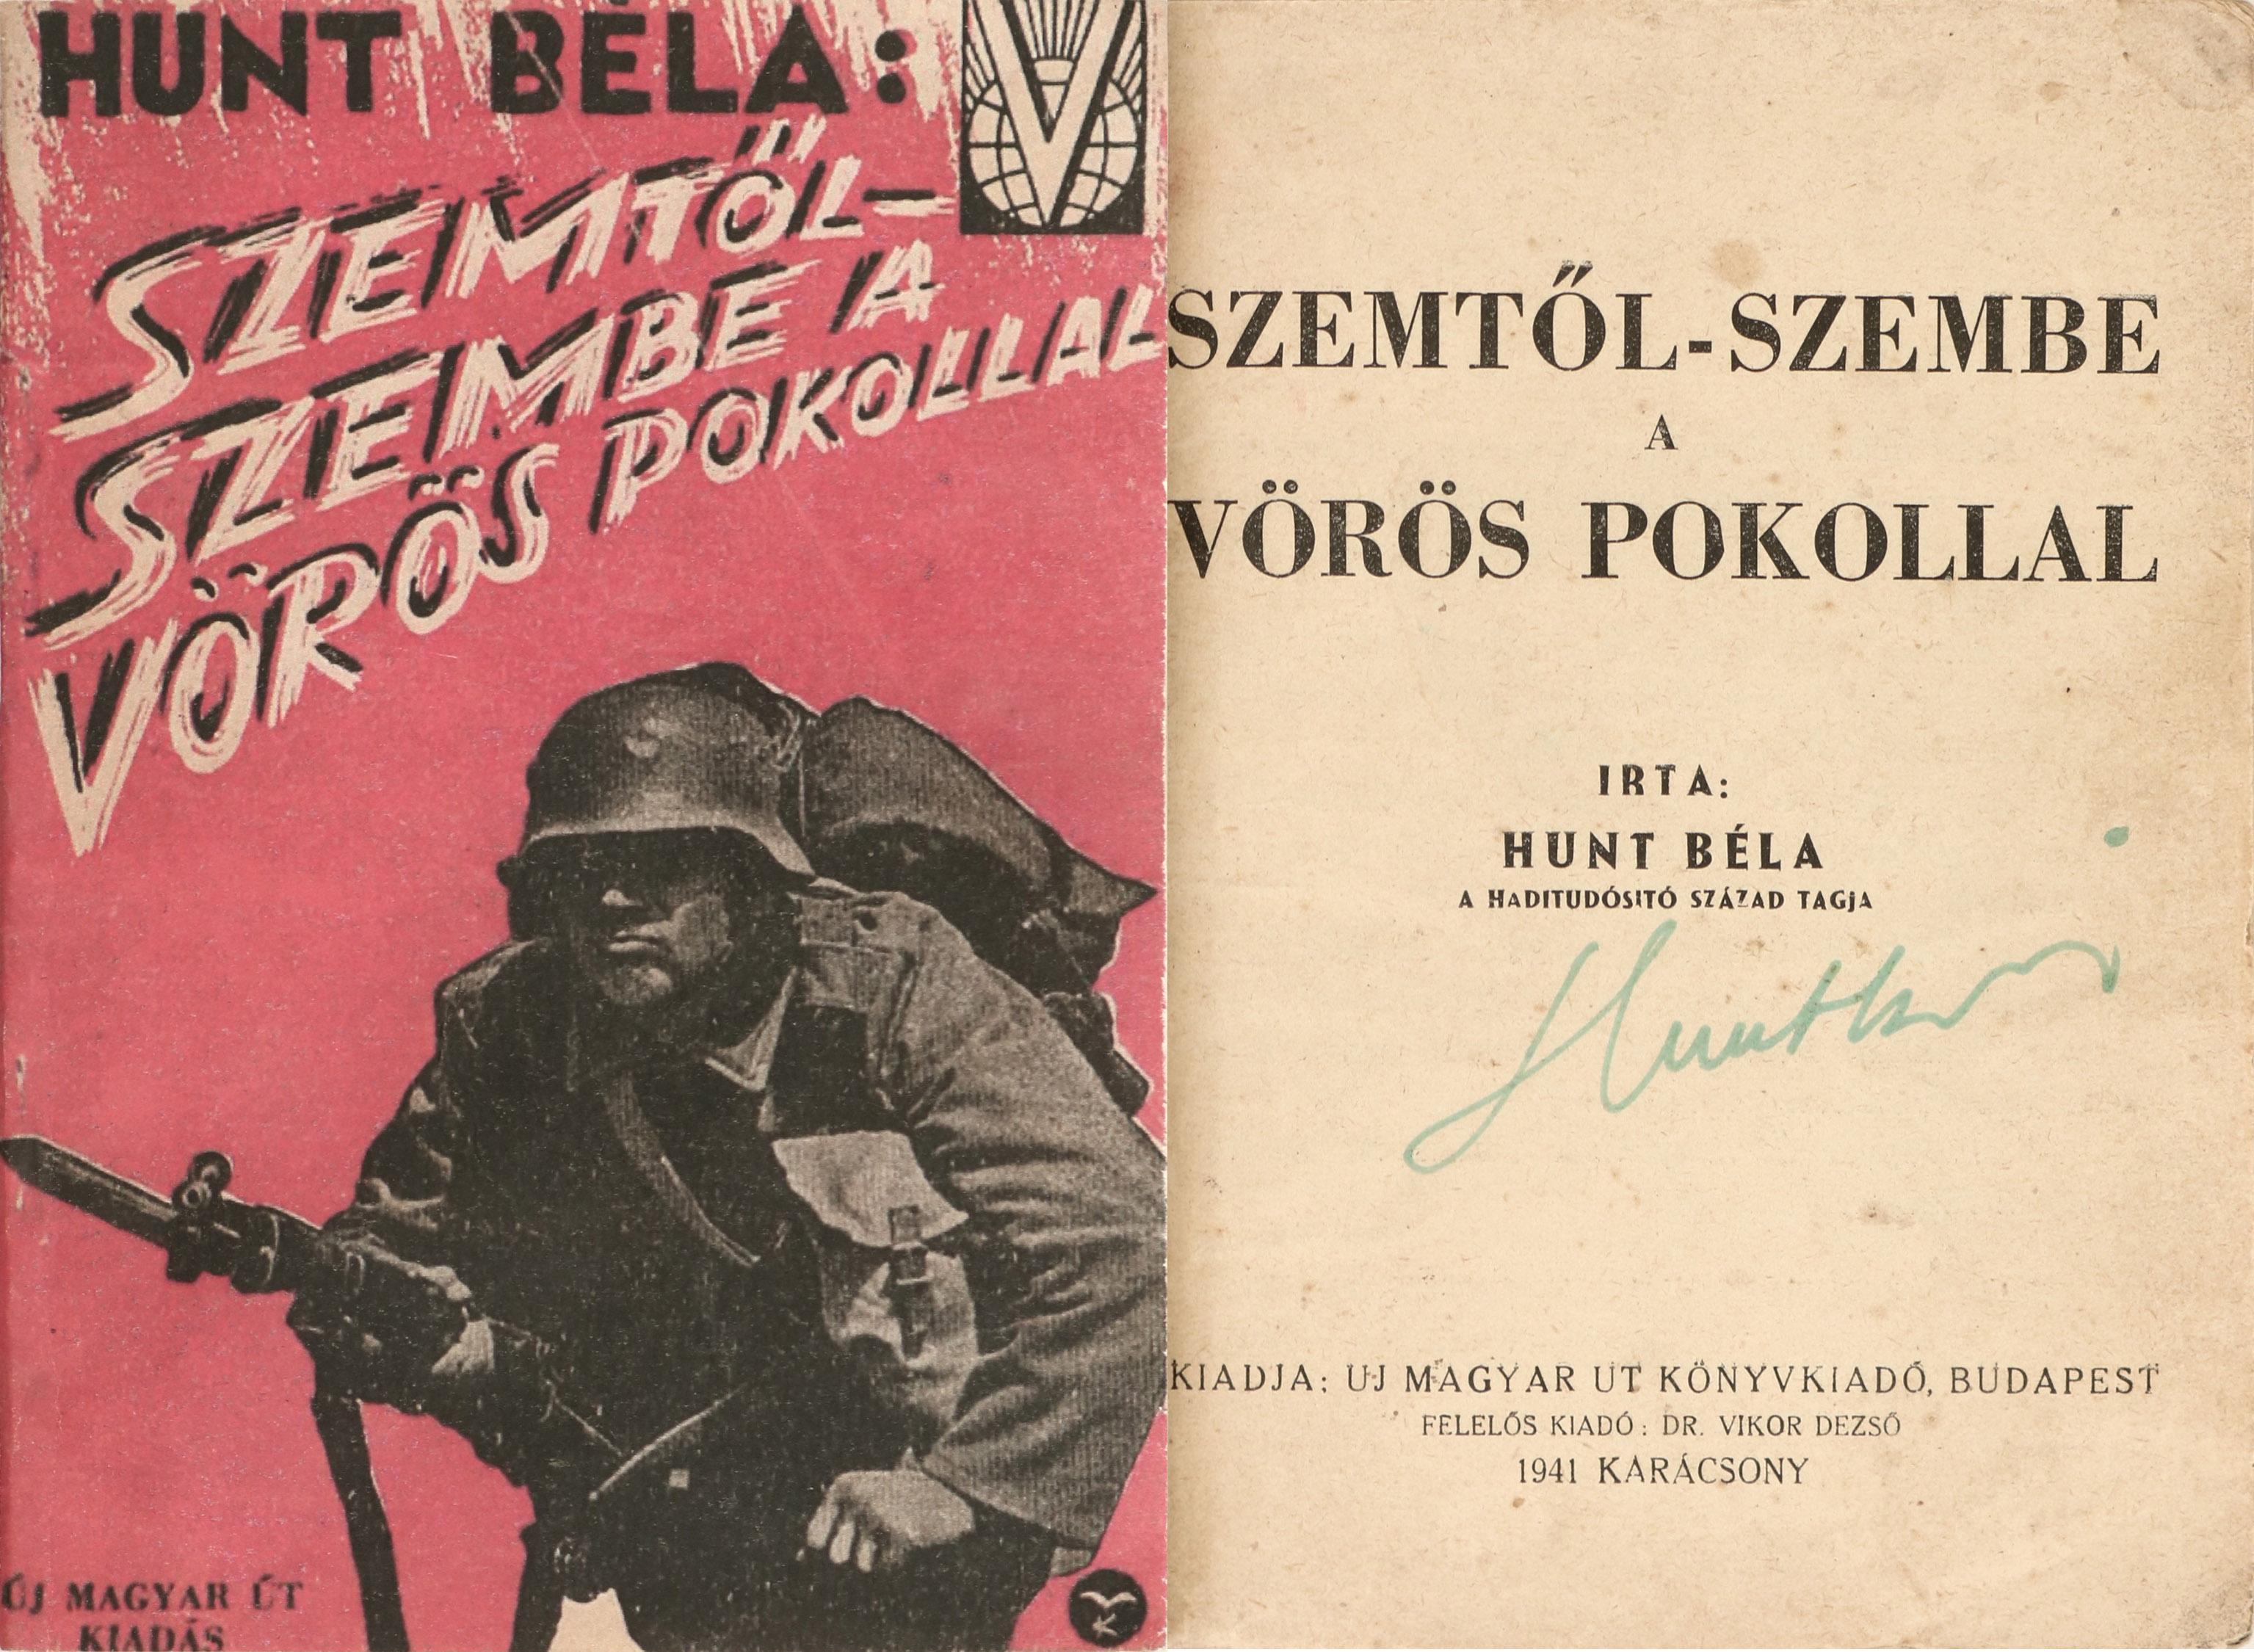 HUNT BÉLA:
V
SZEMTŐL-
SZEMBE A
VÖRÖS POKOLLAL
ÚJ MAGYAR ÚT
KIADÁS
K
SZEMTŐL-SZEMBE
A
VÖRÖS POKOLLAL
IRTA:
HUNT BÉLA
A HADITUDÓSITÓ SZÁZAD TAGJA
KIADJA: UJ MAGYAR UT KÖNYVKIADÓ, BUDAPEST
FELELŐS KIADÓ: DR. VIKOR DEZSŐ
1941 KARÁCSONY